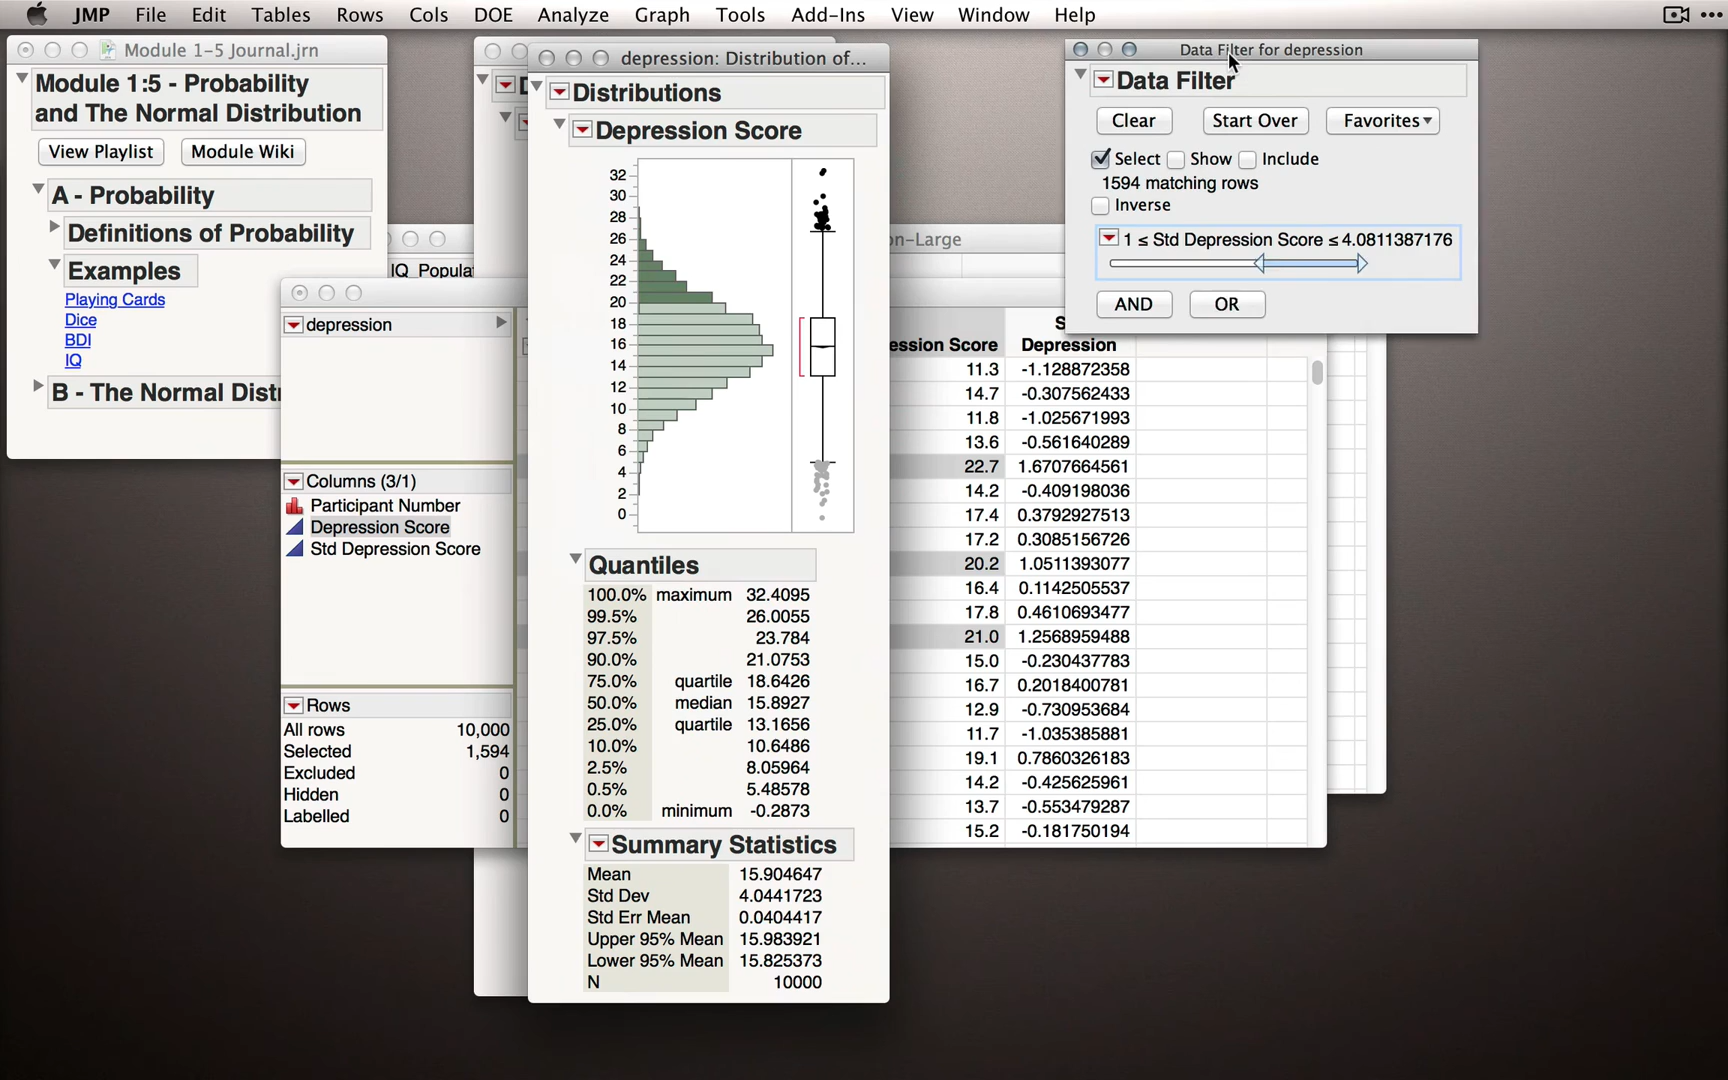 JMP File Edit Tables Rows Cols DOE Analyze Graph Tools Add-Ins View Window Help
Module 1-5 Journal.jrn
Module 1:5 - Probability
and The Normal Distribution
View Playlist Module Wiki
A - Probability
Definitions of Probability
Examples
Playing Cards
Dice
BDI
IQ
B - The Normal Distr
IQ Popula
depression
Columns (3/1)
Participant Number
Depression Score
Std Depression Score
Rows
All rows 10,000
Selected 1,594
Excluded 0
Hidden 0
Labelled 0
depression: Distribution of...
Distributions
Depression Score
32
30
28
26
24
22
20
18
16
14
12
10
8
6
4
2
0
Quantiles
100.0% maximum 32.4095
99.5% 26.0055
97.5% 23.784
90.0% 21.0753
75.0% quartile 18.6426
50.0% median 15.8927
25.0% quartile 13.1656
10.0% 10.6486
2.5% 8.05964
0.5% 5.48578
0.0% minimum -0.2873
Summary Statistics
Mean 15.904647
Std Dev 4.0441723
Std Err Mean 0.0404417
Upper 95% Mean 15.983921
Lower 95% Mean 15.825373
N 10000
on-Large
ession Score Depression
11.3 -1.128872358
14.7 -0.307562433
11.8 -1.025671993
13.6 -0.561640289
22.7 1.6707664561
14.2 -0.409198036
17.4 0.3792927513
17.2 0.3085156726
20.2 1.0511393077
16.4 0.1142505537
17.8 0.4610693477
21.0 1.2568959488
15.0 -0.230437783
16.7 0.2018400781
12.9 -0.730953684
11.7 -1.035385881
19.1 0.7860326183
14.2 -0.425625961
13.7 -0.553479287
15.2 -0.181750194
Data Filter for depression
Data Filter
Clear Start Over Favorites
Select Show Include
1594 matching rows
Inverse
1 ≤ Std Depression Score ≤ 4.0811387176
AND OR